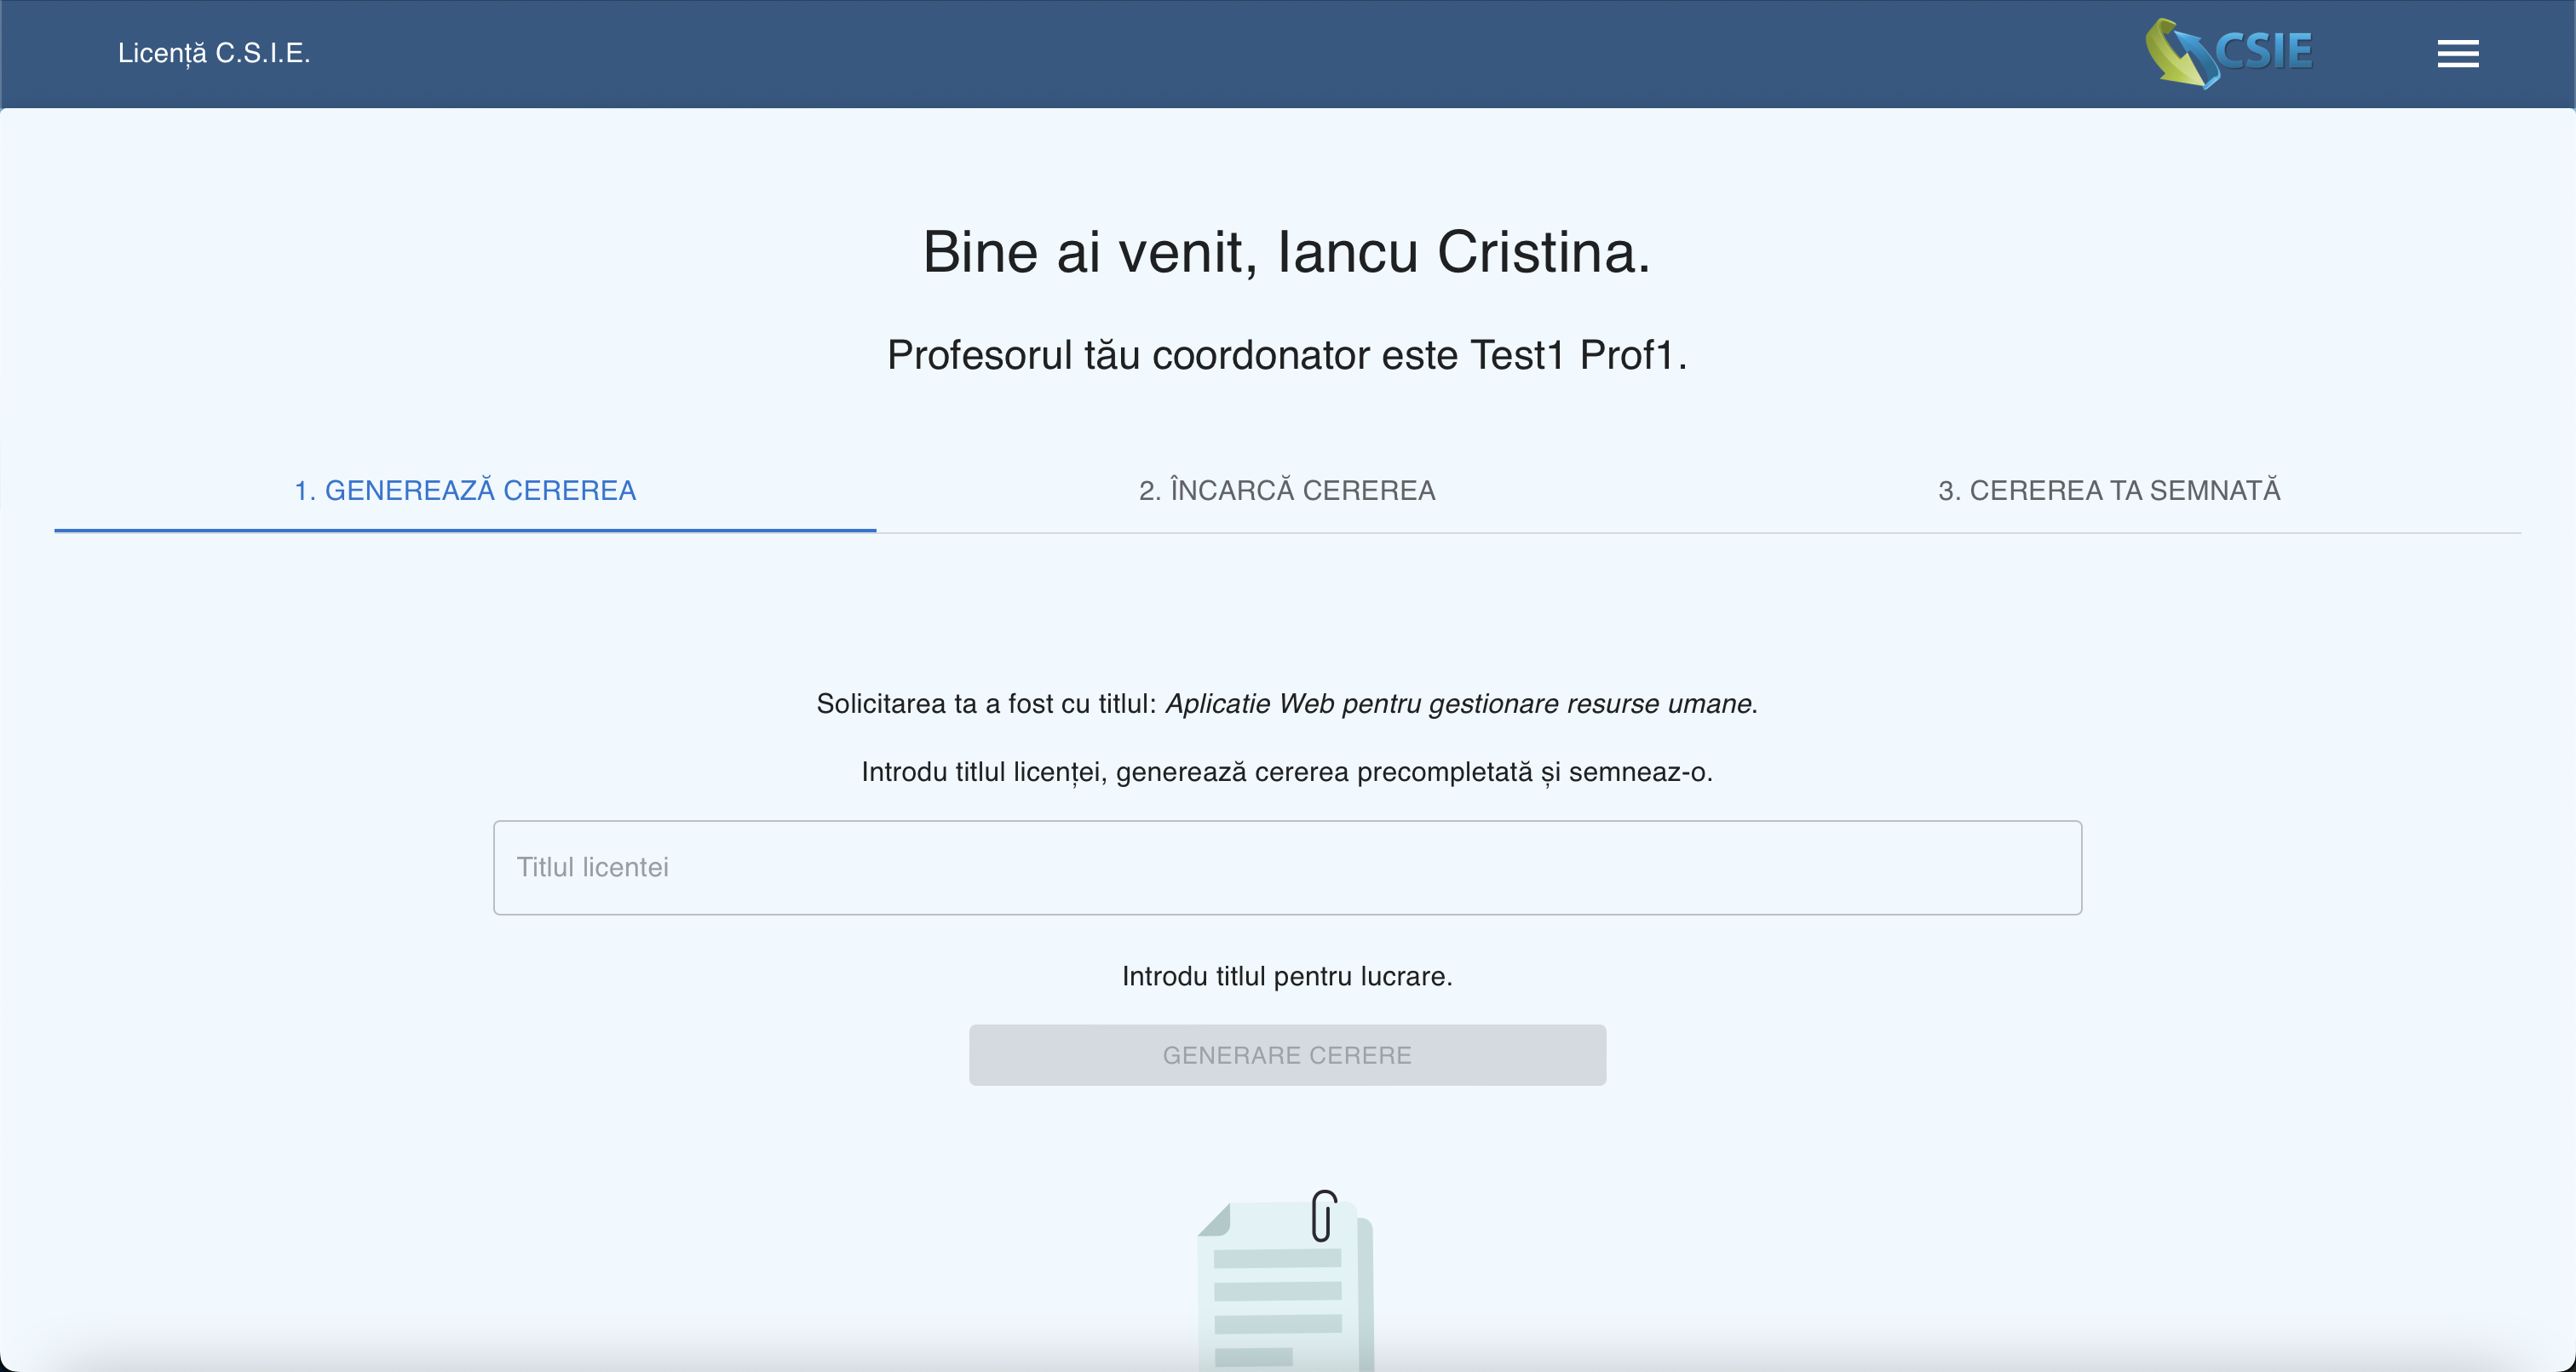 Licență C.S.I.E.
CSIE
Bine ai venit, Iancu Cristina.
Profesorul tău coordonator este Test1 Prof1.
1. GENEREAZĂ CEREREA
2. ÎNCARCĂ CEREREA
3. CEREREA TA SEMNATĂ
Solicitarea ta a fost cu titlul: Aplicatie Web pentru gestionare resurse umane.
Introdu titlul licenței, generează cererea precompletată și semneaz-o.
Titlul licentei
Introdu titlul pentru lucrare.
GENERARE CERERE